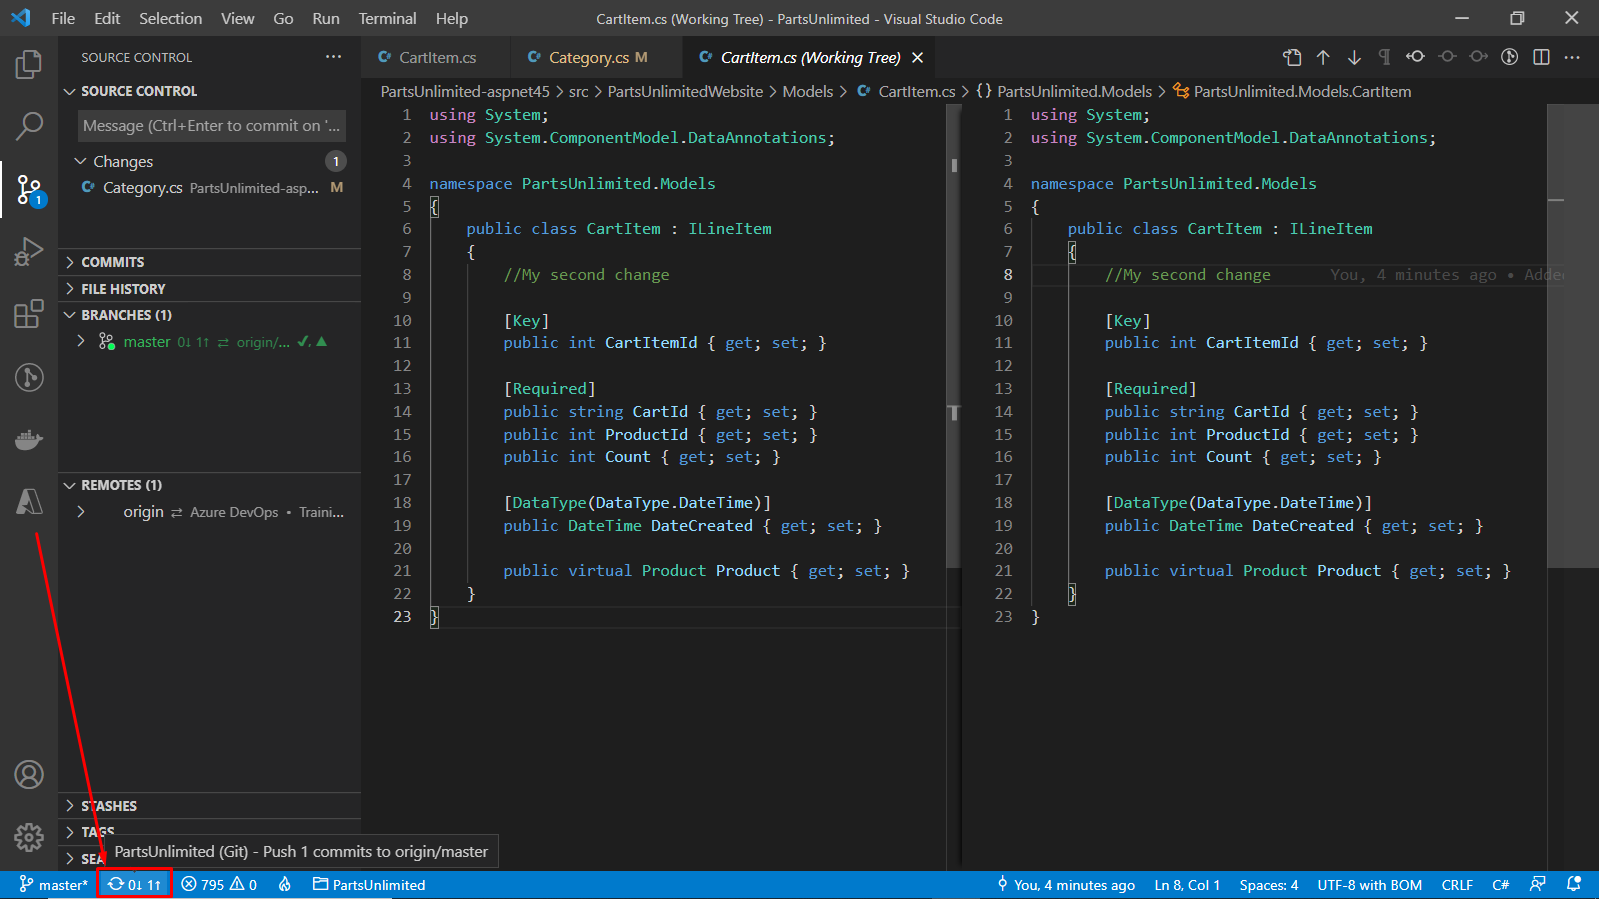 File Edit Selection View Go Run Terminal Help
CartItem.cs (Working Tree) - PartsUnlimited - Visual Studio Code
SOURCE CONTROL
SOURCE CONTROL
Message (Ctrl+Enter to commit on '...
Changes 1
Category.cs PartsUnlimited-asp... M
1
COMMITS
FILE HISTORY
BRANCHES (1)
master 0↓ 1↑ ⇄ origin/... ✓, ▲
REMOTES (1)
origin ⇄ Azure DevOps • Traini...
STASHES
TAGS
SEA
PartsUnlimited (Git) - Push 1 commits to origin/master
CartItem.cs
Category.cs M
CartItem.cs (Working Tree)
PartsUnlimited-aspnet45 > src > PartsUnlimitedWebsite > Models > CartItem.cs > {} PartsUnlimited.Models > PartsUnlimited.Models.CartItem
1 using System;
2 using System.ComponentModel.DataAnnotations;
3
4 namespace PartsUnlimited.Models
5 {
6 public class CartItem : ILineItem
7 {
8 //My second change
9
10 [Key]
11 public int CartItemId { get; set; }
12
13 [Required]
14 public string CartId { get; set; }
15 public int ProductId { get; set; }
16 public int Count { get; set; }
17
18 [DataType(DataType.DateTime)]
19 public DateTime DateCreated { get; set; }
20
21 public virtual Product Product { get; set; }
22 }
23 }
1 using System;
2 using System.ComponentModel.DataAnnotations;
3
4 namespace PartsUnlimited.Models
5 {
6 public class CartItem : ILineItem
7 {
8 //My second change You, 4 minutes ago • Adde
9
10 [Key]
11 public int CartItemId { get; set; }
12
13 [Required]
14 public string CartId { get; set; }
15 public int ProductId { get; set; }
16 public int Count { get; set; }
17
18 [DataType(DataType.DateTime)]
19 public DateTime DateCreated { get; set; }
20
21 public virtual Product Product { get; set; }
22 }
23 }
master* 0↓ 1↑ 795 0 PartsUnlimited You, 4 minutes ago Ln 8, Col 1 Spaces: 4 UTF-8 with BOM CRLF C#